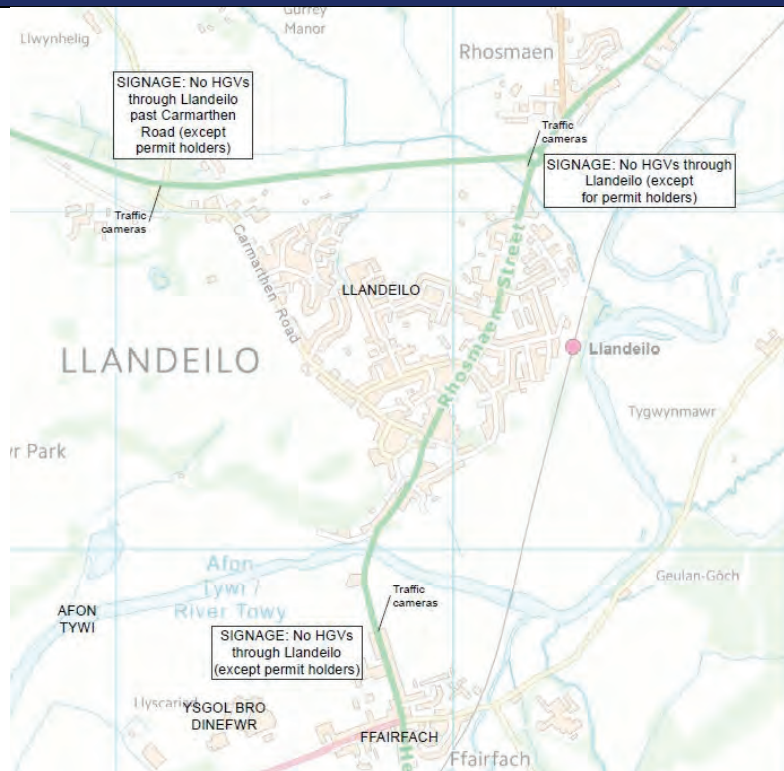 Gurrey
Manor
Llwynhelig
Rhosmaen
SIGNAGE: No HGVs
through Llandeilo
past Carmarthen
Road (except
permit holders)
Traffic
cameras
SIGNAGE: No HGVs through
Llandeilo (except
for permit holders)
Traffic
cameras
Carmarthen Road
LLANDEILO
Rhosmaen Street
LLANDEILO
Llandeilo
Tygwynmawr
yr Park
Afon
Tywi /
River Towy
Geulan-Gôch
Traffic
cameras
AFON
TYWI
SIGNAGE: No HGVs
through Llandeilo
(except permit holders)
YSGOL BRO
DINEFWR
FFAIRFACH
Ffairfach
He